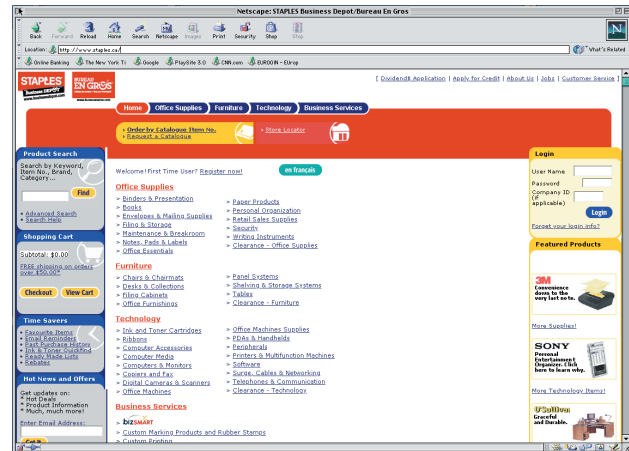 Netscape: STAPLES Business Depot/Bureau En Gros
Back Forward Reload Home Search Netscape Images Print Security Shop Stop
Location: http://www.staples.ca/
What's Related
Online Banking The New York Ti Google PlaySite 3.0 CNN.com EUROGIN - EUrop
STAPLES
business DEPOT
BUREAU
EN GROS
[ Dividend$ Application | Apply for Credit | About Us | Jobs | Customer Service ]
Home Office Supplies Furniture Technology Business Services
> Order by Catalogue Item No.
> Request a Catalogue
> Store Locator
Product Search
Search by Keyword,
Item No., Brand,
Category...
Find
Advanced Search
Search Help
Shopping Cart
Subtotal: $0.00
FREE shipping on orders
over $50.00*
Checkout View Cart
Time Savers
Favourite Items
Email Reminders
Past Purchase History
Ink & Toner Quickfind
Ready Made Lists
Rebates
Hot News and Offers
Get updates on:
* Hot Deals
* Product Information
* Much, much more!
Enter Email Address:
Got It
Welcome! First Time User? Register now!
en français
Office Supplies
> Binders & Presentation
> Books
> Envelopes & Mailing Supplies
> Filing & Storage
> Maintenance & Breakroom
> Notes, Pads & Labels
> Office Essentials
> Paper Products
> Personal Organization
> Retail Sales Supplies
> Security
> Writing Instruments
> Clearance - Office Supplies
Furniture
> Chairs & Chairmats
> Desks & Collections
> Filing Cabinets
> Office Furnishings
> Panel Systems
> Shelving & Storage Systems
> Tables
> Clearance - Furniture
Technology
> Ink and Toner Cartridges
> Ribbons
> Computer Accessories
> Computer Media
> Computers & Monitors
> Copiers and Fax
> Digital Cameras & Scanners
> Office Machines
> Office Machines Supplies
> PDAs & Handhelds
> Peripherals
> Printers & Multifunction Machines
> Software
> Surge, Cables & Networking
> Telephones & Communication
> Clearance - Technology
Business Services
> bizSMART
> Custom Marking Products and Rubber Stamps
> Custom Printing
Login
User Name
Password
Company ID
(if
applicable)
Login
Forget your login info?
Featured Products
3M
Convenience
down to the
very last note.
More Supplies!
SONY
Personal
Entertainment
Organizer. Click
here to learn why.
More Technology Items!
O'Sullivan
Graceful
and Durable.